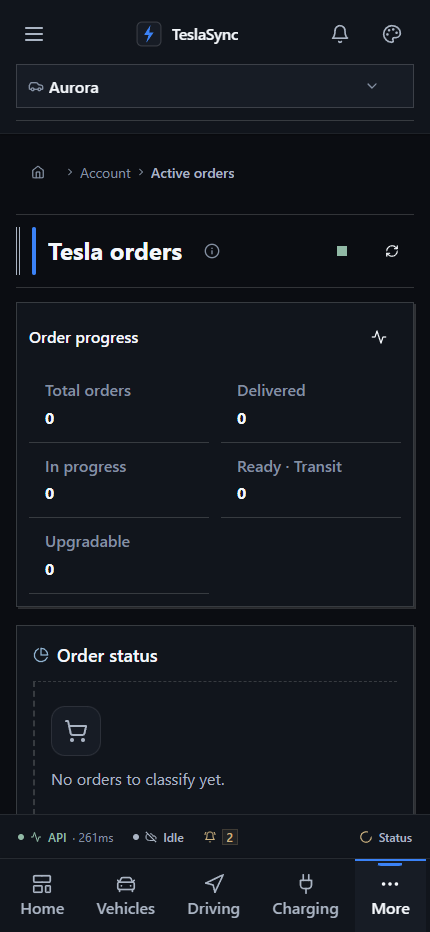 TeslaSync
Aurora
Account
Active orders
Tesla orders
Order progress
Total orders
Delivered
0
0
In progress
Ready · Transit
0
0
Upgradable
0
Order status
No orders to classify yet.
API · 261ms
Idle
2
Status
Home
Vehicles
Driving
Charging
More